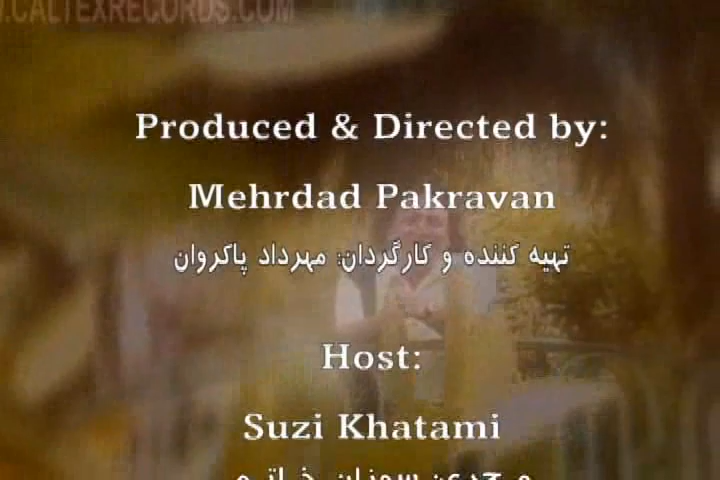 .CALTEXRECORDS.COM
Produced & Directed by:
Mehrdad Pakravan
تهیه کننده و کارگردان: مهرداد پاکروان
Host:
Suzi Khatami